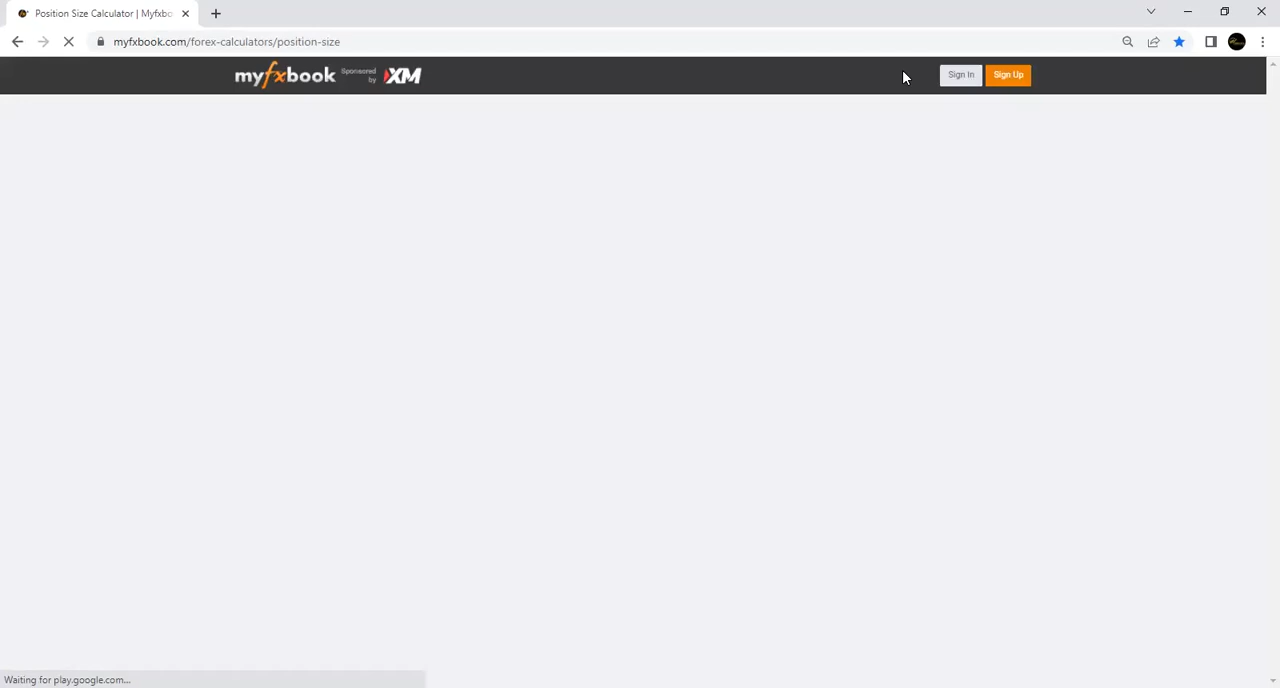 Position Size Calculator | Myfxbo
myfxbook.com/forex-calculators/position-size
myfxbook Sponsored by XM
Sign In
Sign Up
Waiting for play.google.com...